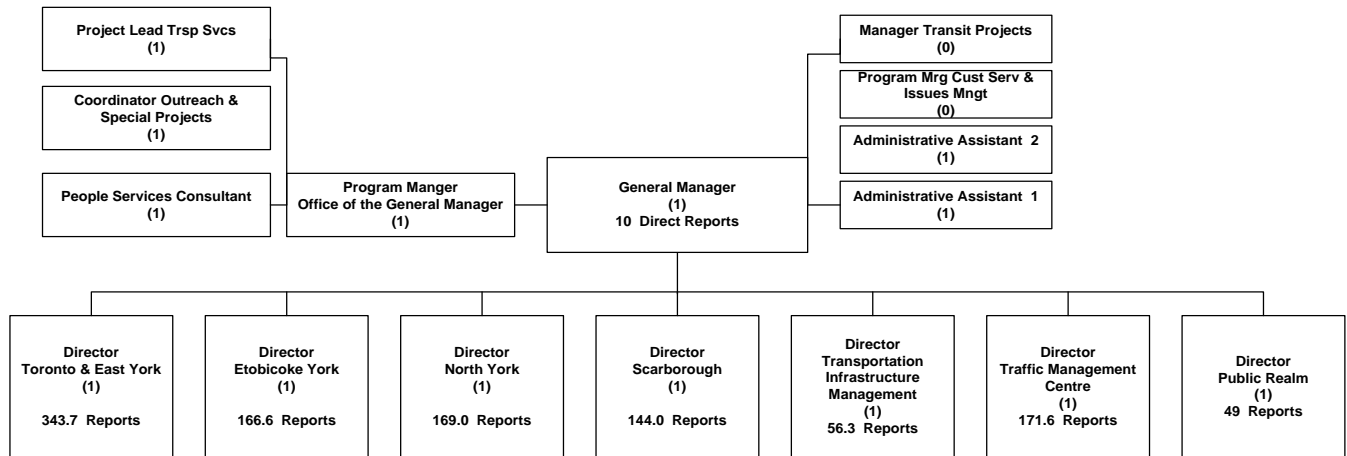 Project Lead Trsp Svcs
(1)
Coordinator Outreach &
Special Projects
(1)
People Services Consultant
(1)
Program Manger
Office of the General Manager
(1)
General Manager
(1)
10 Direct Reports
Manager Transit Projects
(0)
Program Mrg Cust Serv &
Issues Mngt
(0)
Administrative Assistant 2
(1)
Administrative Assistant 1
(1)
Director
Toronto & East York
(1)
343.7 Reports
Director
Etobicoke York
(1)
166.6 Reports
Director
North York
(1)
169.0 Reports
Director
Scarborough
(1)
144.0 Reports
Director
Transportation
Infrastructure
Management
(1)
56.3 Reports
Director
Traffic Management
Centre
(1)
171.6 Reports
Director
Public Realm
(1)
49 Reports